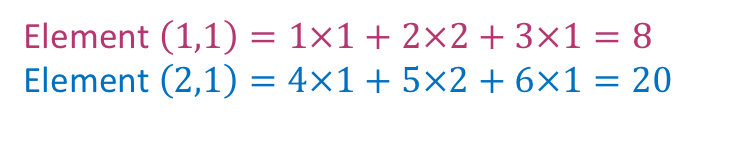 Element (1,1) = 1×1 + 2×2 + 3×1 = 8
Element (2,1) = 4×1 + 5×2 + 6×1 = 20